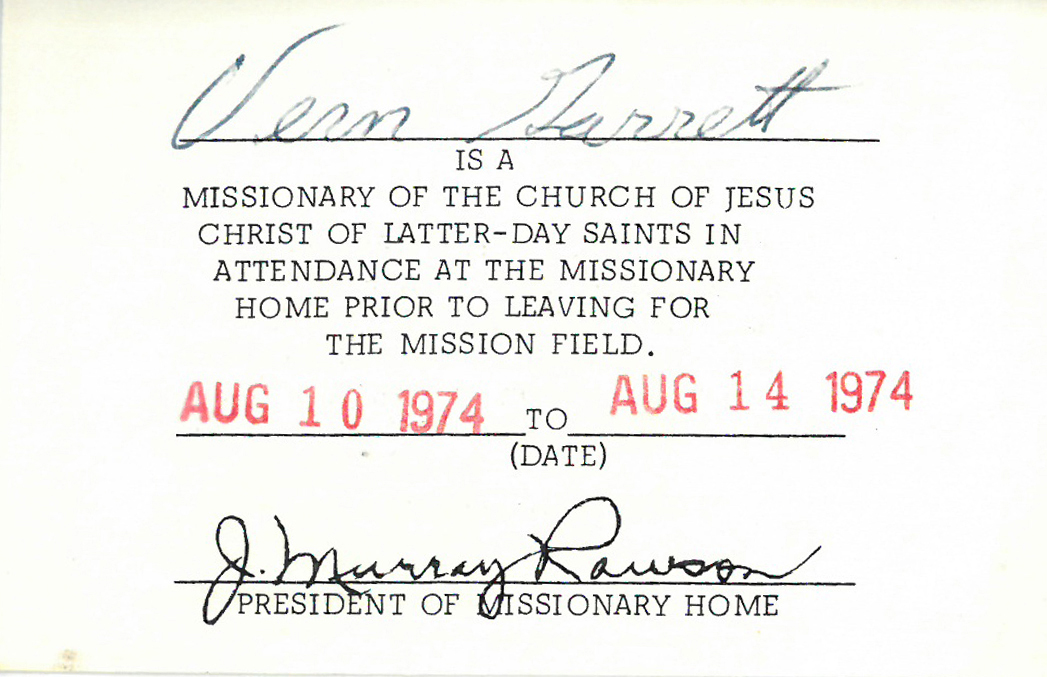 Vern Garrett
IS A
MISSIONARY OF THE CHURCH OF JESUS
CHRIST OF LATTER-DAY SAINTS IN
ATTENDANCE AT THE MISSIONARY
HOME PRIOR TO LEAVING FOR
THE MISSION FIELD.
AUG 10 1974 TO AUG 14 1974
(DATE)
J. Murray Rawson
PRESIDENT OF MISSIONARY HOME